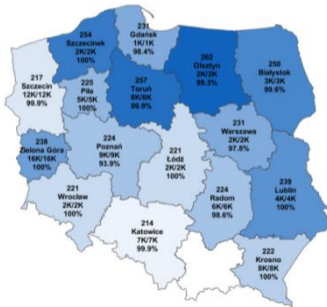 231
Gdańsk
1K/1K
98.4%
254
Szczecinek
2K/2K
100%
262
Olsztyn
2K/2K
99.3%
250
Białystok
3K/3K
99.6%
217
Szczecin
12K/12K
99.9%
225
Piła
5K/5K
100%
257
Toruń
6K/6K
99.9%
231
Warszawa
2K/2K
97.8%
238
Zielona Góra
16K/16K
100%
224
Poznań
9K/9K
93.9%
221
Łódź
2K/2K
100%
239
Lublin
4K/4K
100%
221
Wrocław
2K/2K
100%
224
Radom
6K/6K
98.6%
214
Katowice
7K/7K
99.9%
222
Krosno
8K/8K
100%